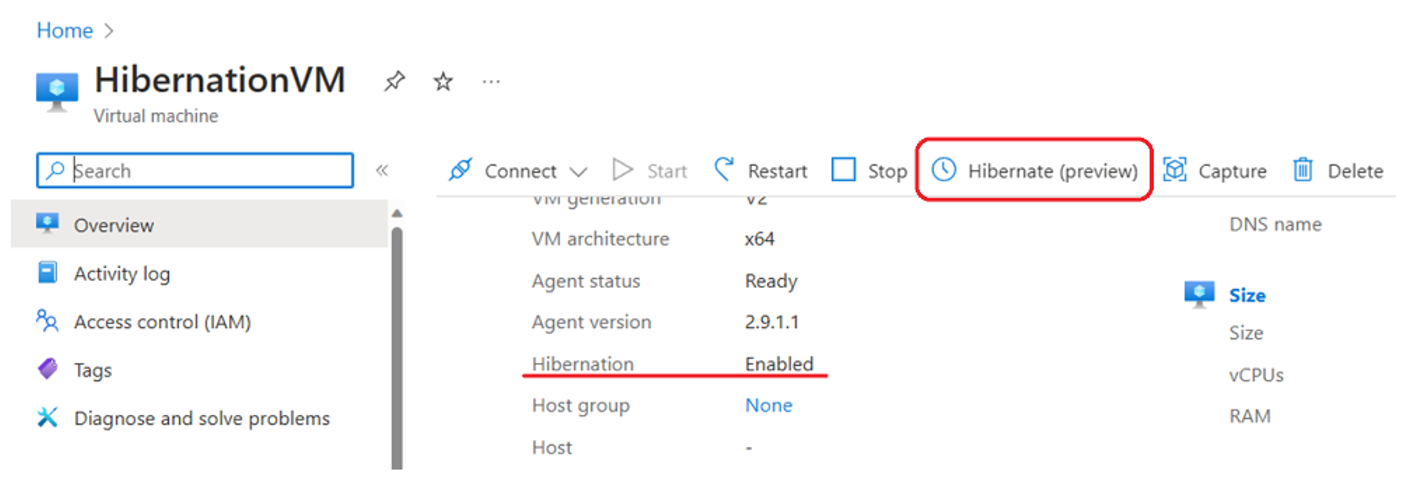 Home >
HibernationVM ...
Virtual machine
Search «
Connect Start Restart Stop Hibernate (preview) Capture Delete
Overview
Activity log
Access control (IAM)
Tags
Diagnose and solve problems
VM generation V2
VM architecture x64
Agent status Ready
Agent version 2.9.1.1
Hibernation Enabled
Host group None
Host -
DNS name
Size
Size
vCPUs
RAM